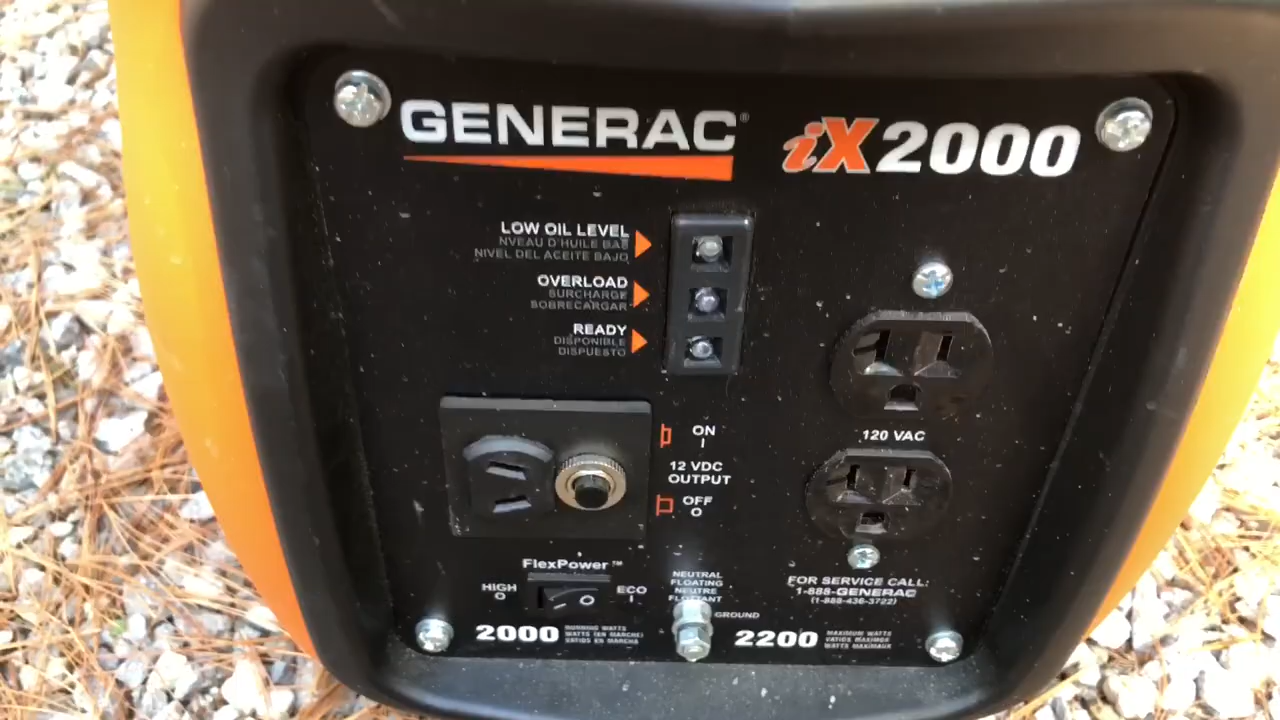 GENERAC®
iX2000
LOW OIL LEVEL
NVEAU D'HUILE BAS
NIVEL DEL ACEITE BAJO
OVERLOAD
SURCHARGE
SOBRECARGAR
READY
DISPONIBLE
DISPUESTO
ON
I
12 VDC
OUTPUT
OFF
O
120 VAC
FlexPower™
HIGH
O
ECO
I
NEUTRAL
FLOATING
NEUTRE
FLOTTANT
GROUND
FOR SERVICE CALL:
1-888-GENERAC
(1-888-436-3722)
2000
RUNNING WATTS
WATTS (EN MARCHE)
VATIOS EN MARCHA
2200
MAXIMUM WATTS
VATIOS MAXIMOS
WATTS MAXIMAUX